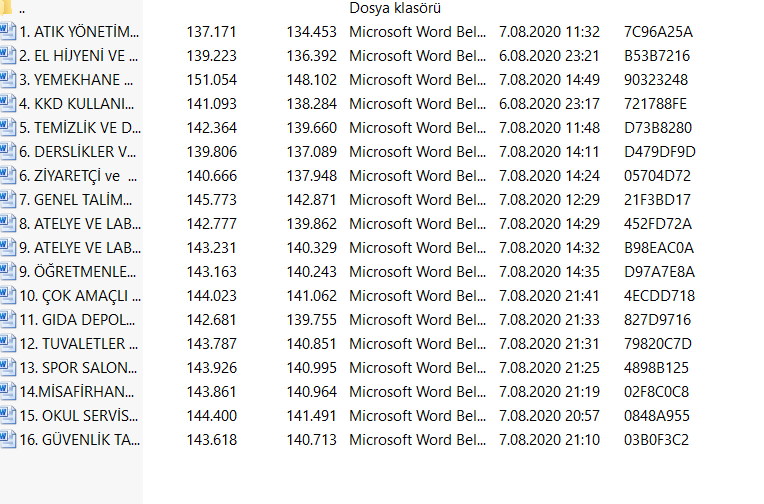 .. Dosya klasörü
1. ATIK YÖNETİM... 137.171 134.453 Microsoft Word Bel... 7.08.2020 11:32 7C96A25A
2. EL HİJYENİ VE ... 139.223 136.392 Microsoft Word Bel... 6.08.2020 23:21 B53B7216
3. YEMEKHANE ... 151.054 148.102 Microsoft Word Bel... 7.08.2020 14:49 90323248
4. KKD KULLANI... 141.093 138.284 Microsoft Word Bel... 6.08.2020 23:17 721788FE
5. TEMİZLİK VE D... 142.364 139.660 Microsoft Word Bel... 7.08.2020 11:48 D73B8280
6. DERSLİKLER V... 139.806 137.089 Microsoft Word Bel... 7.08.2020 14:11 D479DF9D
6. ZİYARETÇİ ve ... 140.666 137.948 Microsoft Word Bel... 7.08.2020 14:24 05704D72
7. GENEL TALİM... 145.773 142.871 Microsoft Word Bel... 7.08.2020 12:29 21F3BD17
8. ATELYE VE LAB... 142.777 139.862 Microsoft Word Bel... 7.08.2020 14:29 452FD72A
9. ATELYE VE LAB... 143.231 140.329 Microsoft Word Bel... 7.08.2020 14:32 B98EAC0A
9. ÖĞRETMENLE... 143.163 140.243 Microsoft Word Bel... 7.08.2020 14:35 D97A7E8A
10. ÇOK AMAÇLI ... 144.023 141.062 Microsoft Word Bel... 7.08.2020 21:41 4ECDD718
11. GIDA DEPOL... 142.681 139.755 Microsoft Word Bel... 7.08.2020 21:33 827D9716
12. TUVALETLER ... 143.787 140.851 Microsoft Word Bel... 7.08.2020 21:31 79820C7D
13. SPOR SALON... 143.926 140.995 Microsoft Word Bel... 7.08.2020 21:25 4898B125
14.MİSAFİRHAN... 143.861 140.964 Microsoft Word Bel... 7.08.2020 21:19 02F8C0C8
15. OKUL SERVİS... 144.400 141.491 Microsoft Word Bel... 7.08.2020 20:57 0848A955
16. GÜVENLİK TA... 143.618 140.713 Microsoft Word Bel... 7.08.2020 21:10 03B0F3C2